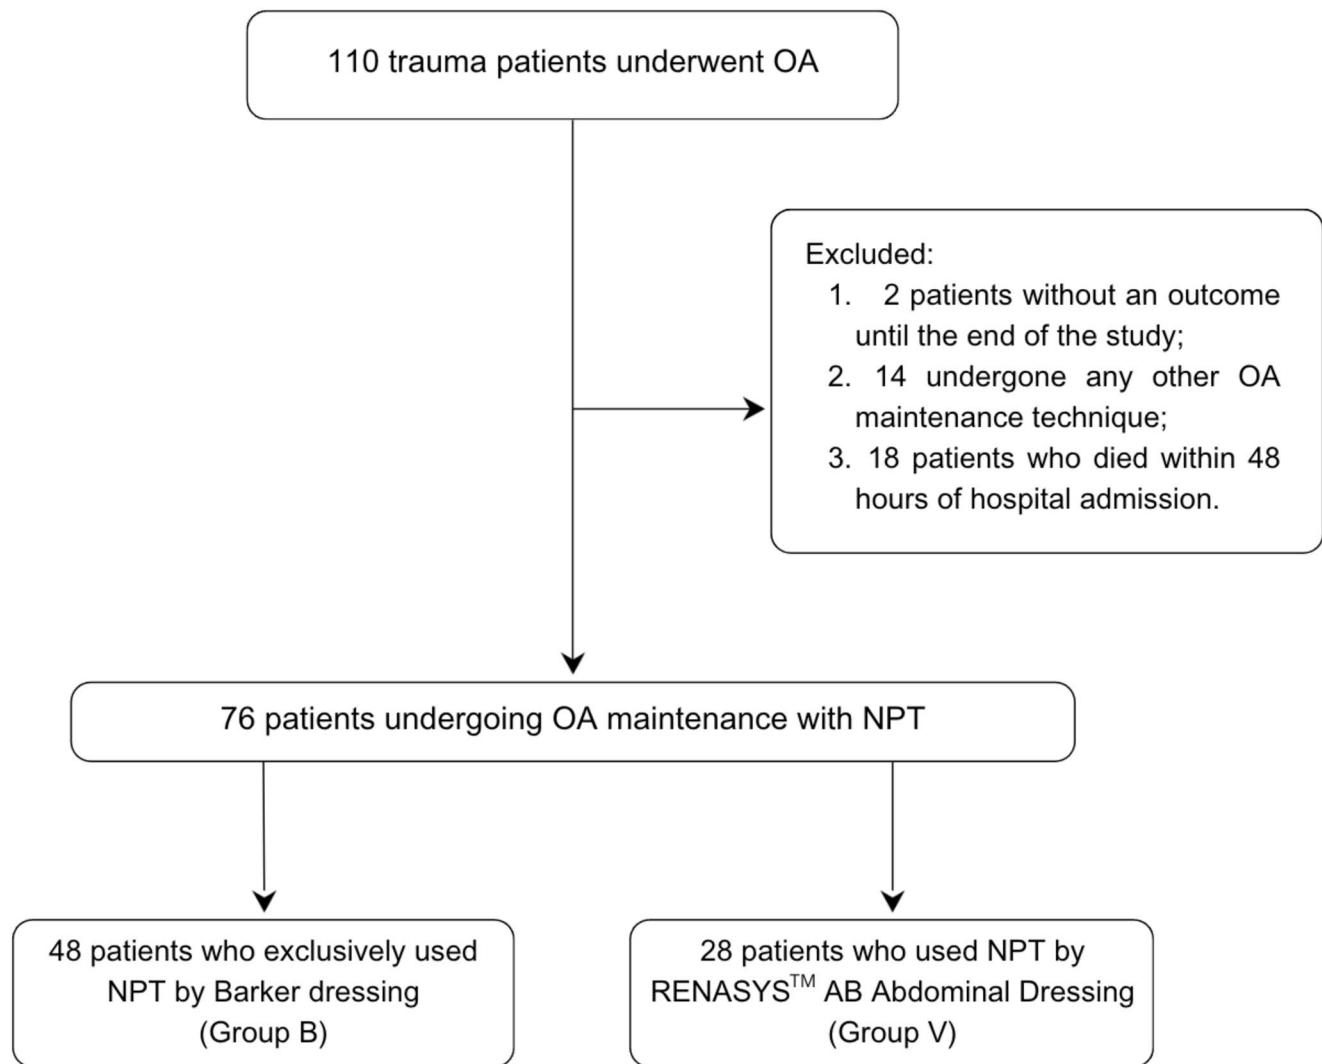 110 trauma patients underwent OA
Excluded:
1. 2 patients without an outcome
until the end of the study;
2. 14 undergone any other OA
maintenance technique;
3. 18 patients who died within 48
hours of hospital admission.
76 patients undergoing OA maintenance with NPT
48 patients who exclusively used
NPT by Barker dressing
(Group B)
28 patients who used NPT by
RENASYS™ AB Abdominal Dressing
(Group V)